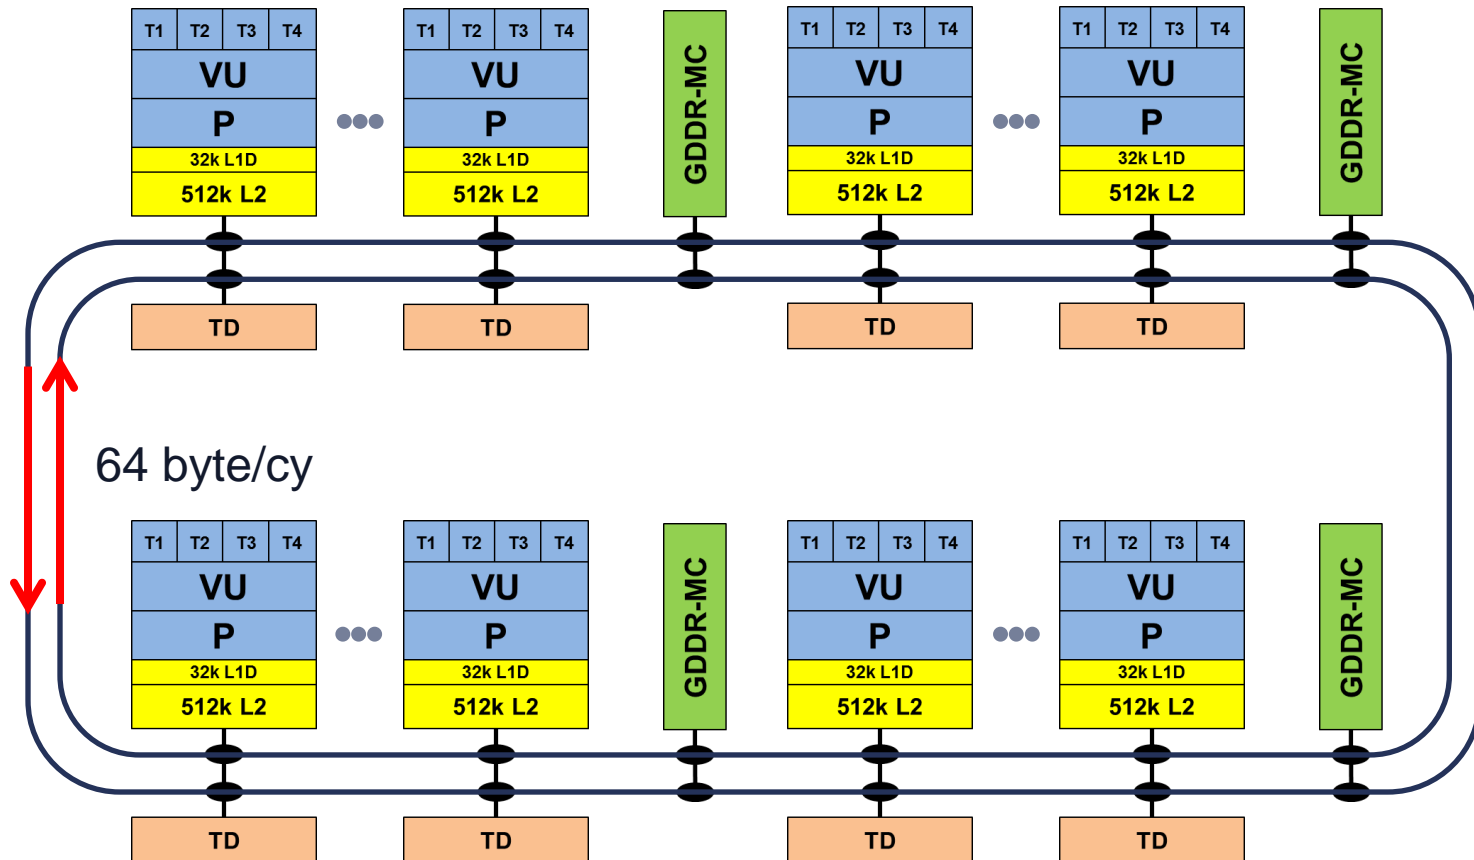 T1 T2 T3 T4 T1 T2 T3 T4 T1 T2 T3 T4 T1 T2 T3 T4
VU VU VU VU
P P P P
32k L1D 32k L1D 32k L1D 32k L1D
512k L2 512k L2 512k L2 512k L2
GDDR-MC GDDR-MC
TD TD TD TD
64 byte/cy
T1 T2 T3 T4 T1 T2 T3 T4 T1 T2 T3 T4 T1 T2 T3 T4
VU VU VU VU
P P P P
32k L1D 32k L1D 32k L1D 32k L1D
512k L2 512k L2 512k L2 512k L2
GDDR-MC GDDR-MC
TD TD TD TD